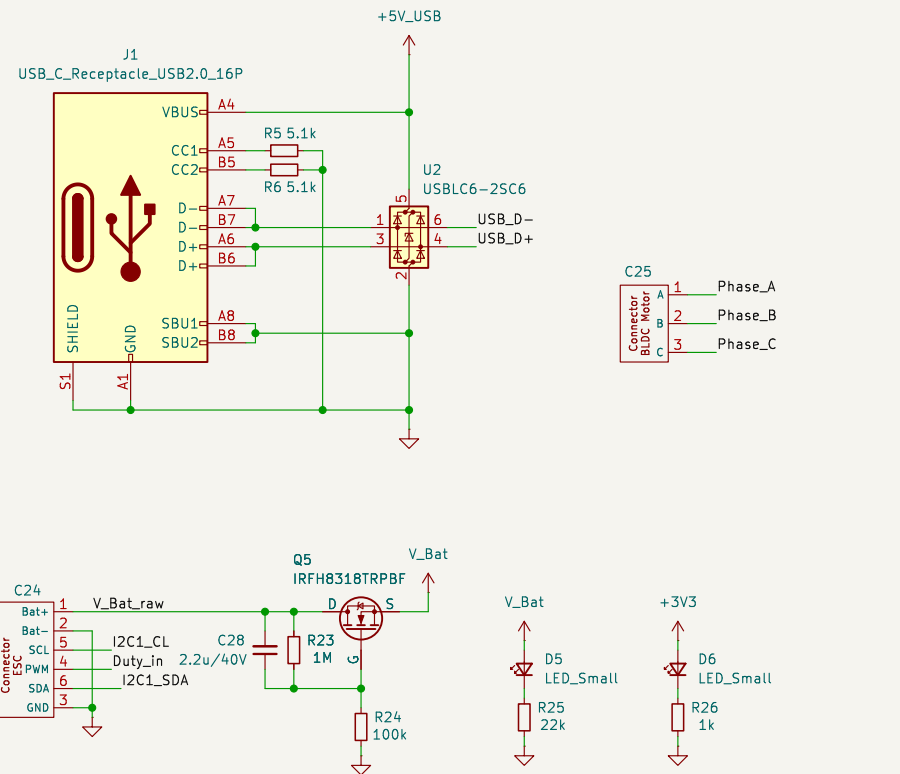 +5V_USB
J1
USB_C_Receptacle_USB2.0_16P
VBUS A4
CC1 A5 R5 5.1k
CC2 B5
R6 5.1k
U2
USBLC6-2SC6
D- A7
D- B7
D+ A6
D+ B6
5
1 6 USB_D-
3 4 USB_D+
2
SBU1 A8
SBU2 B8
SHIELD
GND
S1
A1
C25
Connector
BLDC Motor
A 1 Phase_A
B 2 Phase_B
C 3 Phase_C
C24
Connector
ESC
Bat+ 1 V_Bat_raw
Bat- 2
SCL 5 I2C1_CL
PWM 4 Duty_in
SDA 6 I2C1_SDA
GND 3
Q5
IRFH8318TRPBF
V_Bat
D S
G
C28
2.2u/40V
R23
1M
R24
100k
V_Bat
D5
LED_Small
R25
22k
+3V3
D6
LED_Small
R26
1k